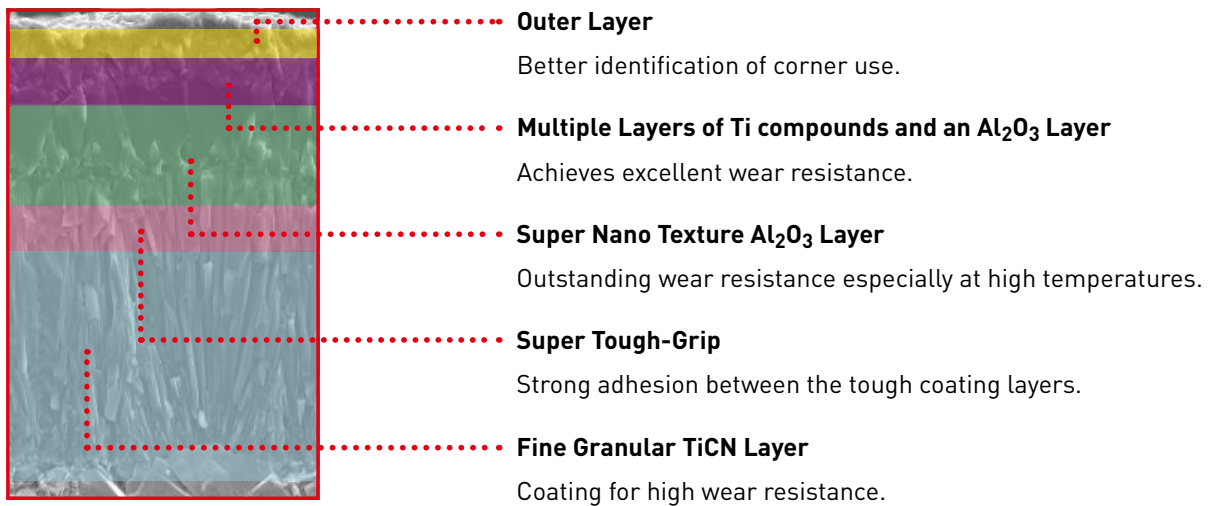 Outer Layer
Better identification of corner use.
Multiple Layers of Ti compounds and an Al₂O₃ Layer
Achieves excellent wear resistance.
Super Nano Texture Al₂O₃ Layer
Outstanding wear resistance especially at high temperatures.
Super Tough-Grip
Strong adhesion between the tough coating layers.
Fine Granular TiCN Layer
Coating for high wear resistance.